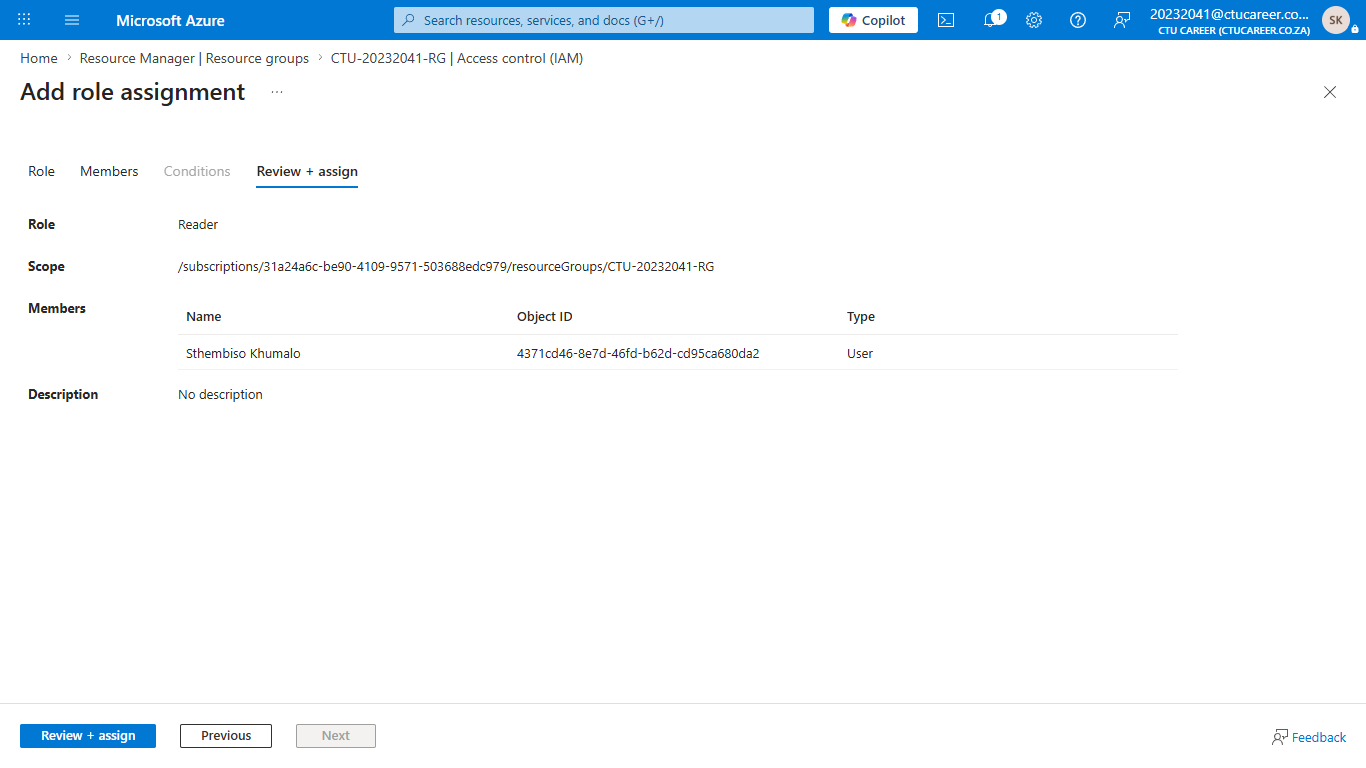 Microsoft Azure
Search resources, services, and docs (G+/)
Copilot
1
20232041@ctucareer.co...
CTU CAREER (CTUCAREER.CO.ZA)
SK
Home > Resource Manager | Resource groups > CTU-20232041-RG | Access control (IAM)
Add role assignment ...
Role Members Conditions Review + assign
Role Reader
Scope /subscriptions/31a24a6c-be90-4109-9571-503688edc979/resourceGroups/CTU-20232041-RG
Members
Name Object ID Type
Sthembiso Khumalo 4371cd46-8e7d-46fd-b62d-cd95ca680da2 User
Description No description
Review + assign Previous Next
Feedback